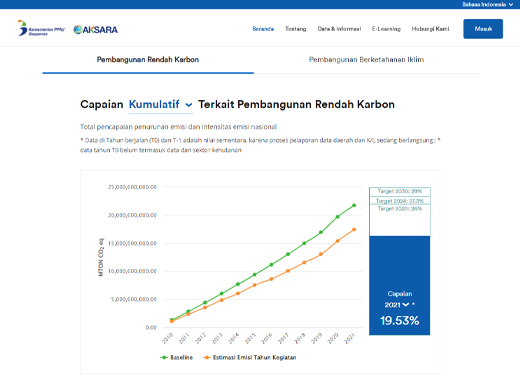 Bahasa Indonesia
Kementerian PPN/
Bappenas
AKSARA
Beranda
Tentang
Data & Informasi
E-Learning
Hubungi Kami
Masuk
Pembangunan Rendah Karbon
Pembangunan Berketahanan Iklim
Capaian Kumulatif Terkait Pembangunan Rendah Karbon
Total pencapaian penurunan emisi dan intensitas emisi nasional
* Data di Tahun berjalan (T0) dan T-1 adalah nilai sementara, karena proses pelaporan data daerah dan K/L sedang berlangsung ; *
data tahun T0 belum termasuk data dari sektor kehutanan
MTON CO2 eq
25,000,000,000.00
20,000,000,000.00
15,000,000,000.00
10,000,000,000.00
5,000,000,000.00
0.00
2010
2011
2012
2013
2014
2015
2016
2017
2018
2019
2020
2021
Baseline
Estimasi Emisi Tahun Kegiatan
Target 2030: 29%
Target 2024: 27.3%
Target 2020: 26%
Capaian
2021 *
19.53%